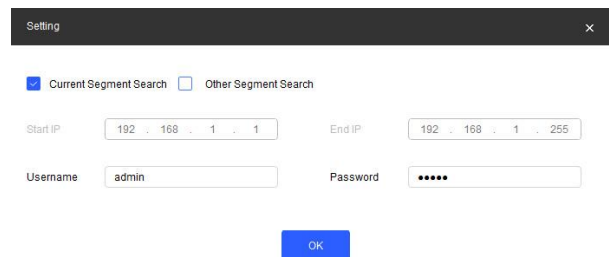 Setting
Current Segment Search Other Segment Search
Start IP 192 . 168 . 1 . 1 End IP 192 . 168 . 1 . 255
Username admin Password •••••
OK